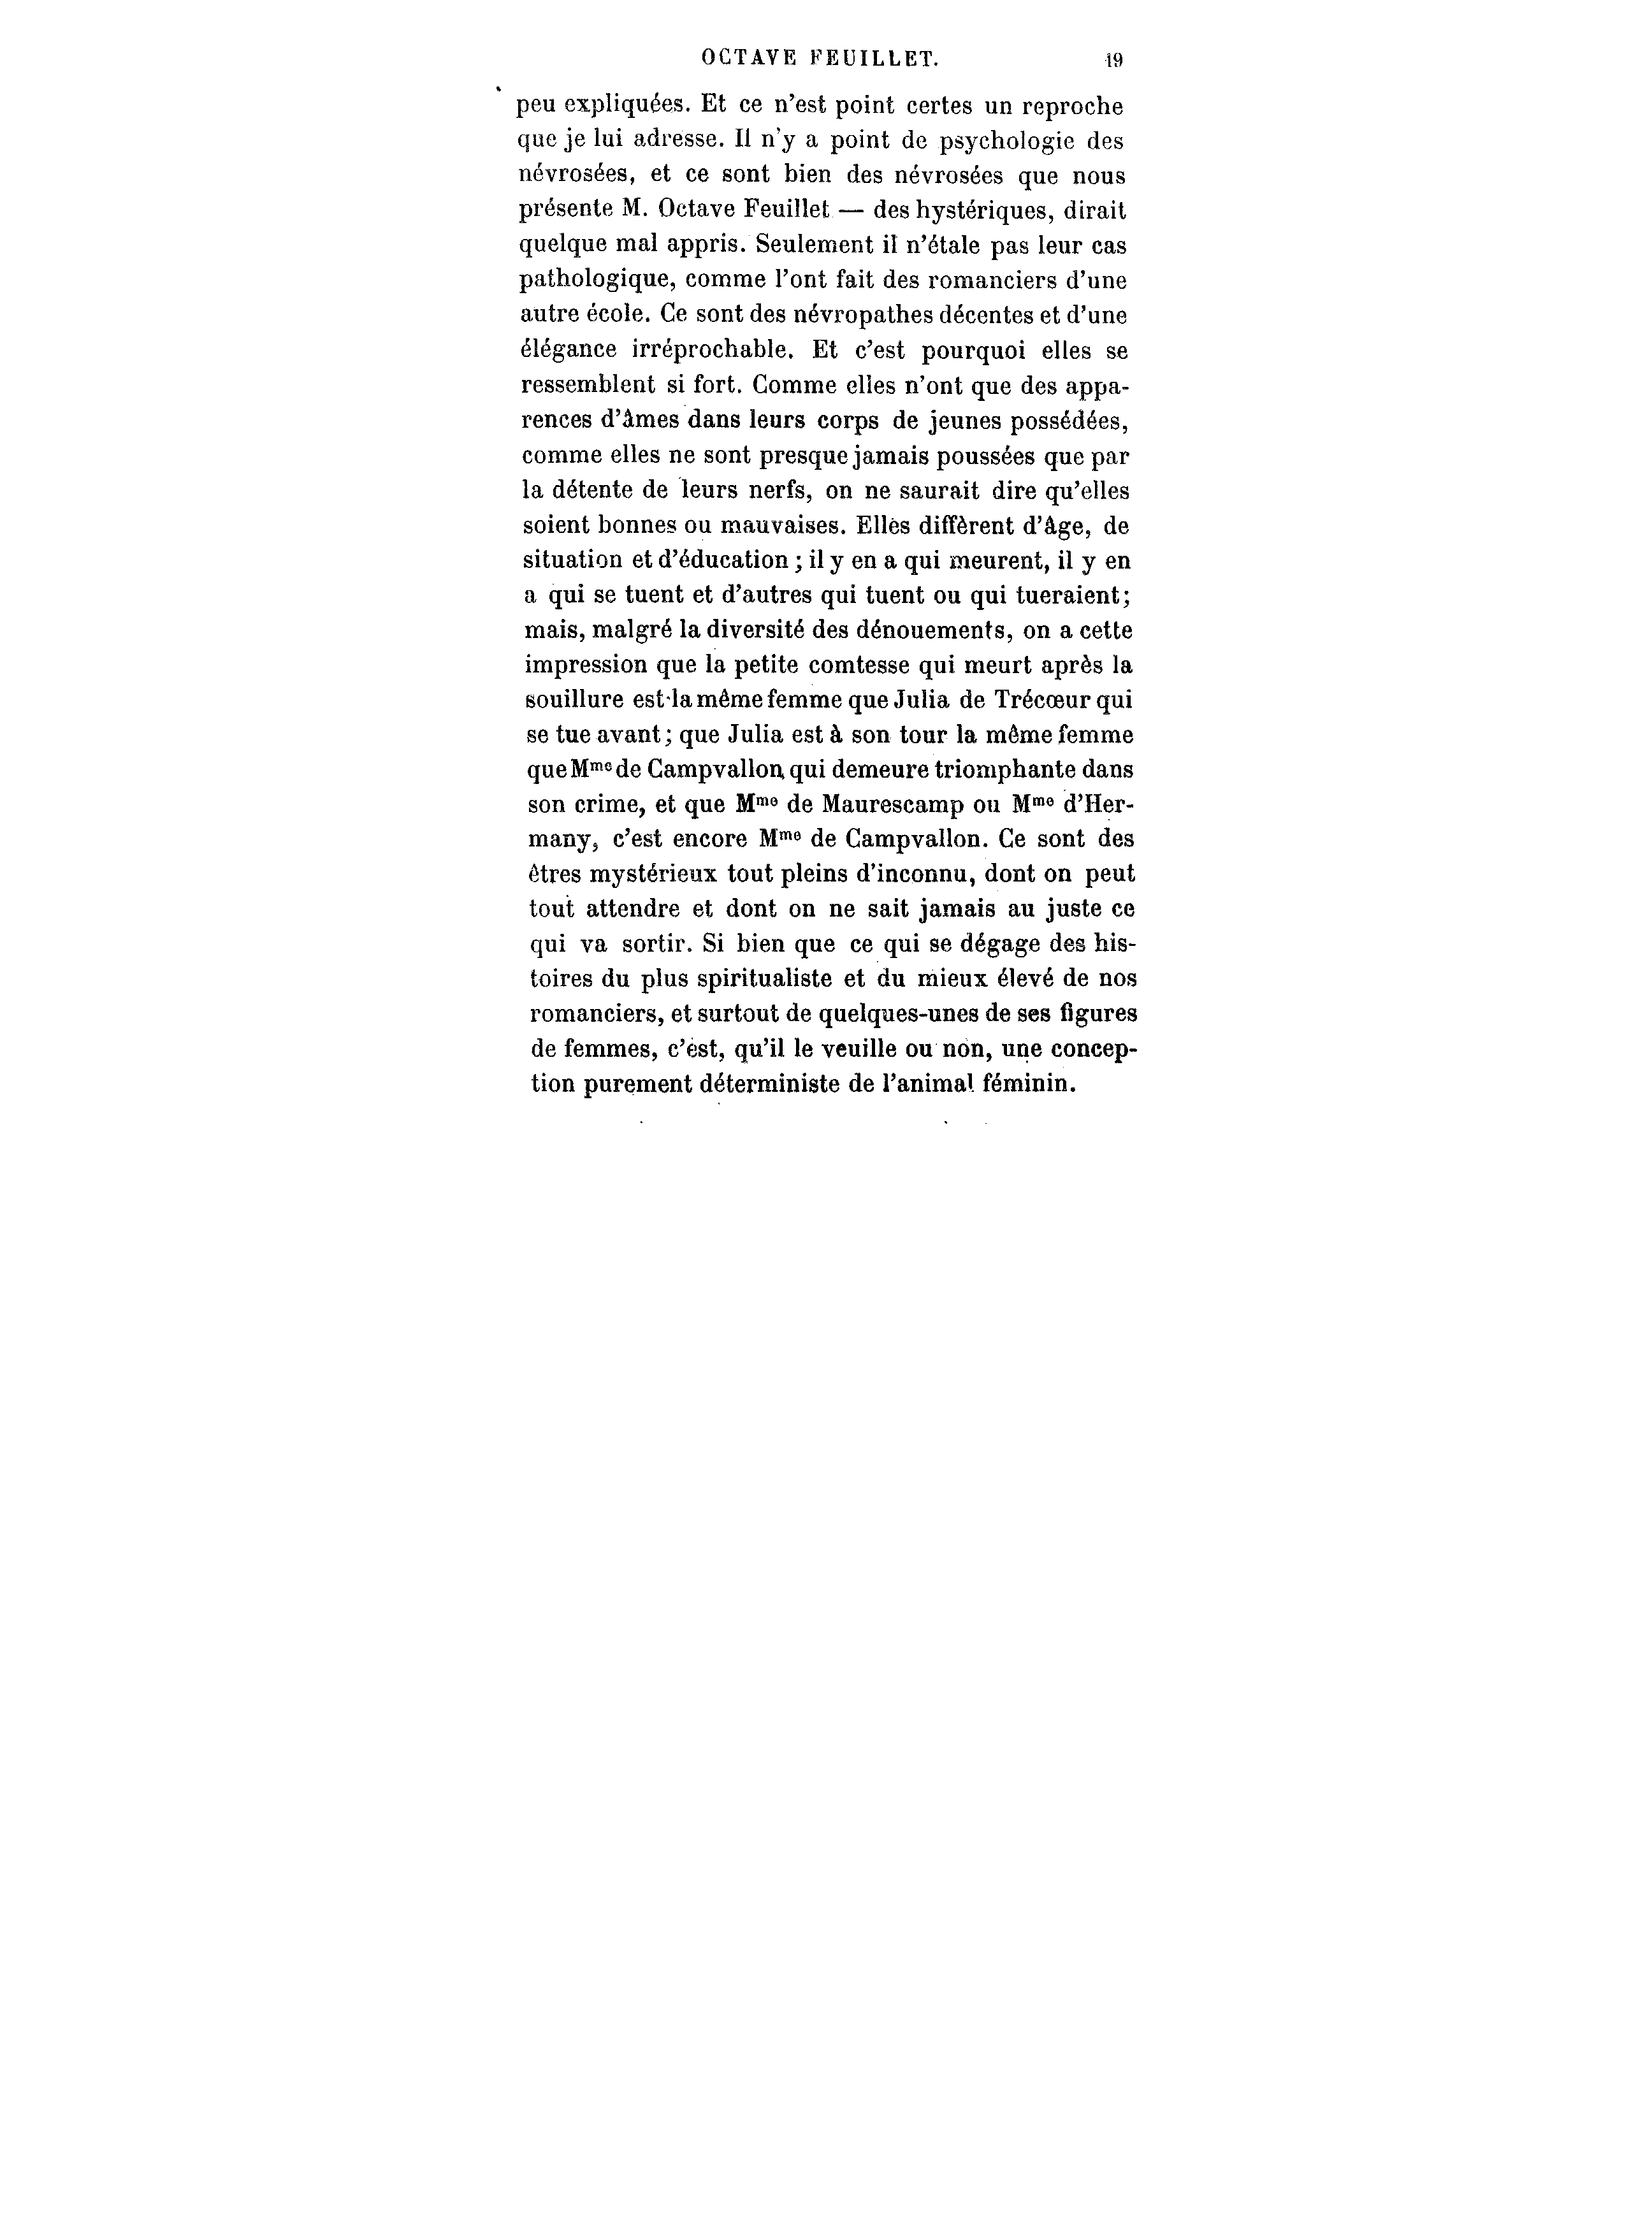 OCTAVE FEUILLET. 19
peu expliquées. Et ce n'est point certes un reproche
que je lui adresse. Il n'y a point de psychologie des
névrosées, et ce sont bien des névrosées que nous
présente M. Octave Feuillet — des hystériques, dirait
quelque mal appris. Seulement il n'étale pas leur cas
pathologique, comme l'ont fait des romanciers d'une
autre école. Ce sont des névropathes décentes et d'une
élégance irréprochable. Et c'est pourquoi elles se
ressemblent si fort. Comme elles n'ont que des appa-
rences d'âmes dans leurs corps de jeunes possédées,
comme elles ne sont presque jamais poussées que par
la détente de leurs nerfs, on ne saurait dire qu'elles
soient bonnes ou mauvaises. Elles diffèrent d'âge, de
situation et d'éducation ; il y en a qui meurent, il y en
a qui se tuent et d'autres qui tuent ou qui tueraient;
mais, malgré la diversité des dénouements, on a cette
impression que la petite comtesse qui meurt après la
souillure est la même femme que Julia de Trécœur qui
se tue avant; que Julia est à son tour la même femme
que Mme de Campvallon qui demeure triomphante dans
son crime, et que Mme de Maurescamp ou Mme d'Her-
many, c'est encore Mme de Campvallon. Ce sont des
êtres mystérieux tout pleins d'inconnu, dont on peut
tout attendre et dont on ne sait jamais au juste ce
qui va sortir. Si bien que ce qui se dégage des his-
toires du plus spiritualiste et du mieux élevé de nos
romanciers, et surtout de quelques-unes de ses figures
de femmes, c'est, qu'il le veuille ou non, une concep-
tion purement déterministe de l'animal féminin.